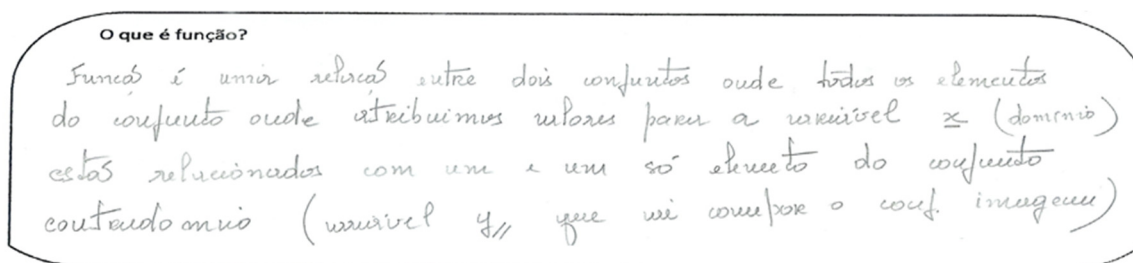 O que é função?
Função é uma relação entre dois conjuntos onde todos os elementos
do conjunto onde atribuimos valores para a variável x (domínio)
estão relacionados com um e um só elemento do conjunto
contradomnio (variável y, que vai compor o conj. imagem)